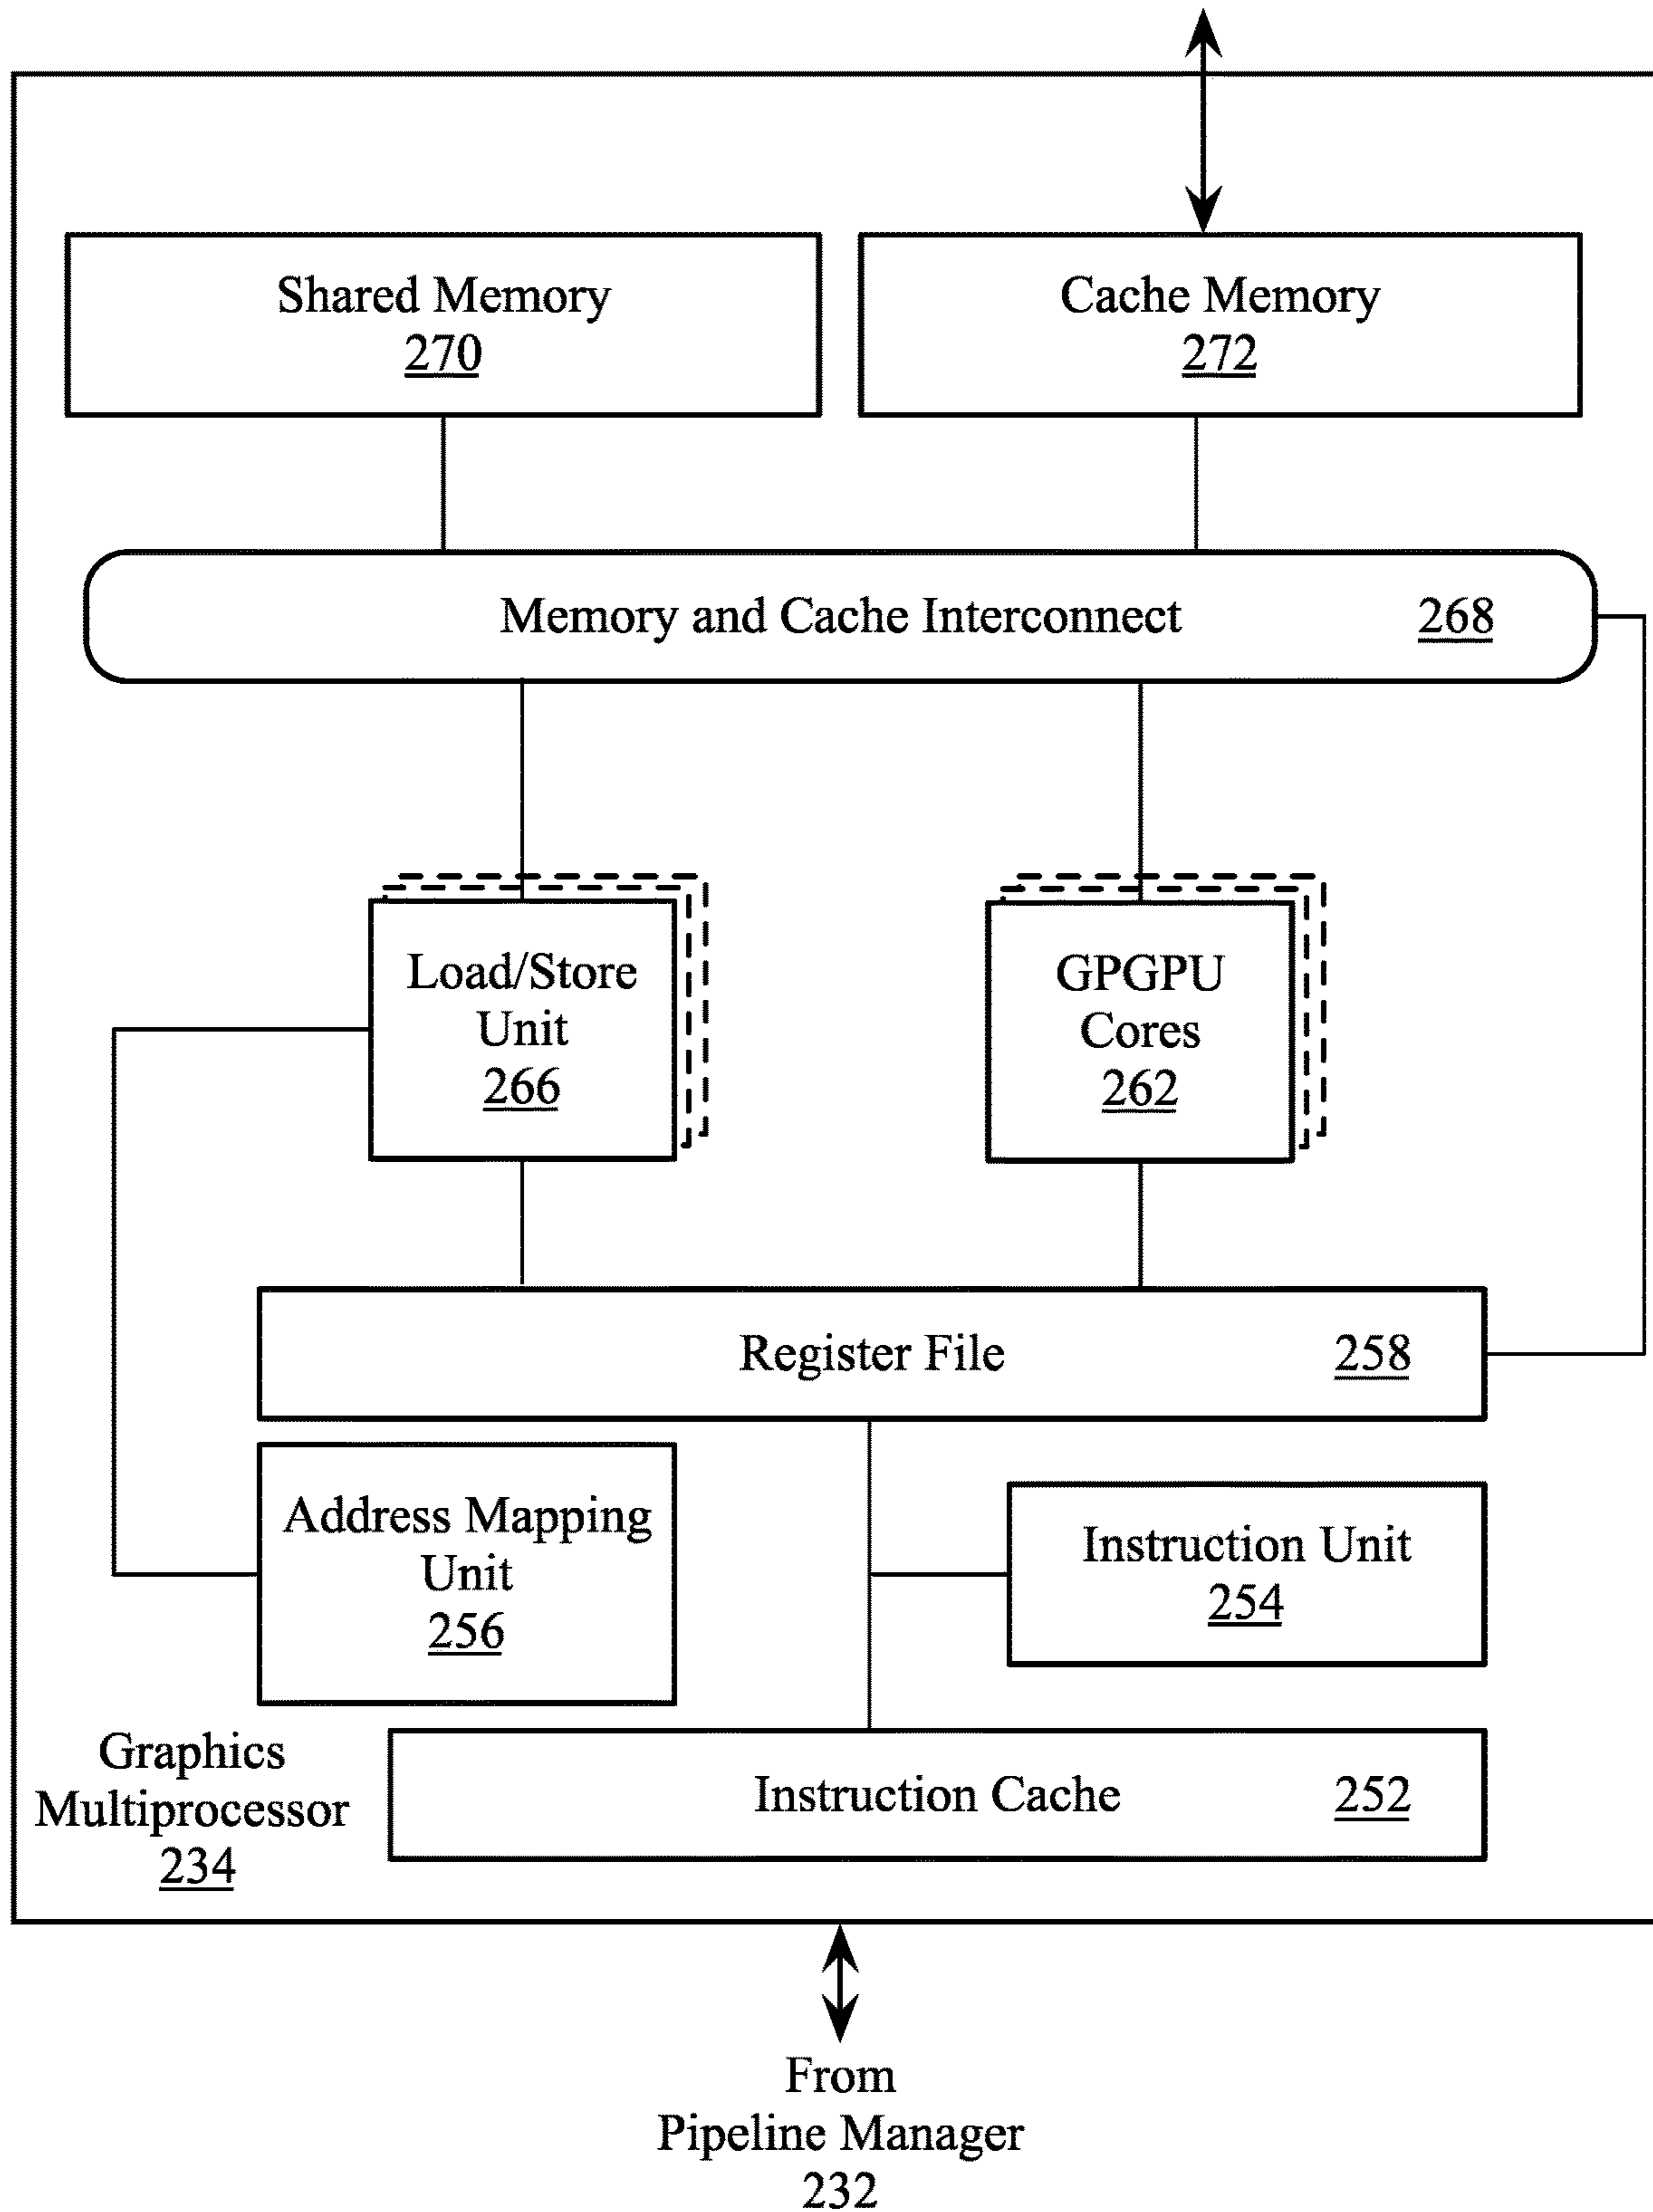 Shared Memory
270
Cache Memory
272
Memory and Cache Interconnect 268
Load/Store
Unit
266
GPGPU
Cores
262
Register File 258
Address Mapping
Unit
256
Instruction Unit
254
Graphics
Multiprocessor
234
Instruction Cache 252
From
Pipeline Manager
232